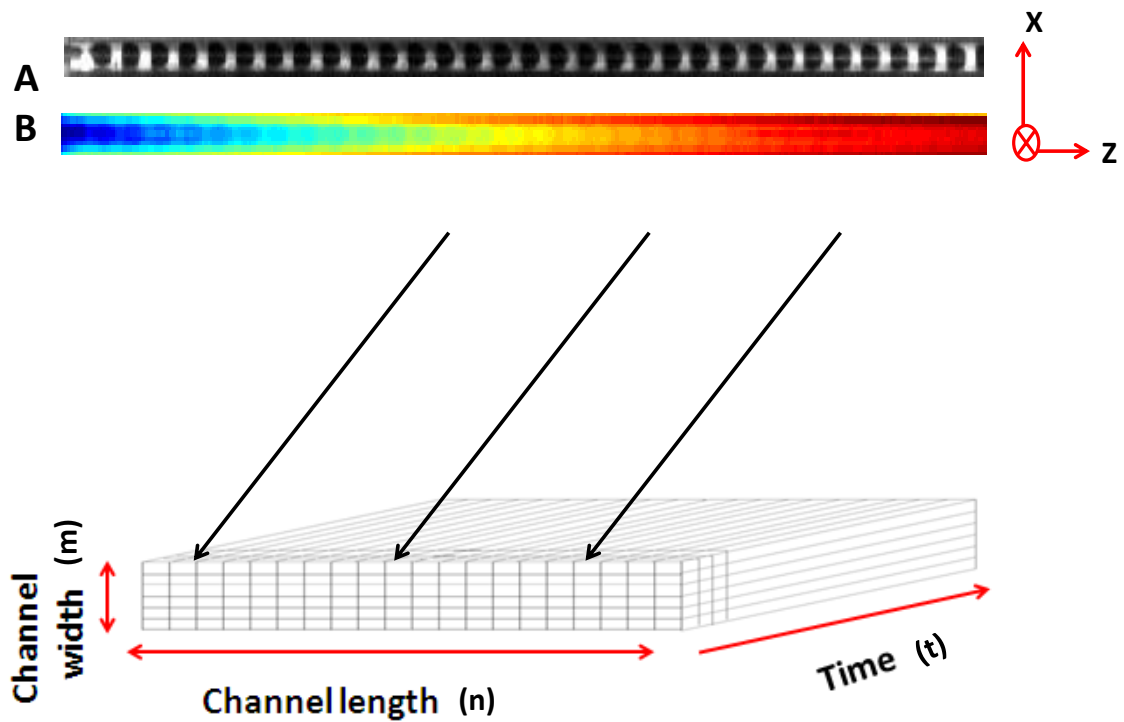 X
A
B
Z
Channel
width (m)
Channel length (n)
Time (t)